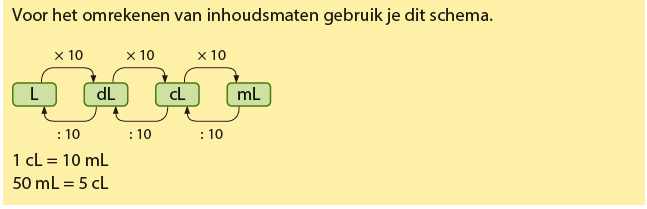 Voor het omrekenen van inhoudsmaten gebruik je dit schema.
× 10 × 10 × 10
L dL cL mL
: 10 : 10 : 10
1 cL = 10 mL
50 mL = 5 cL